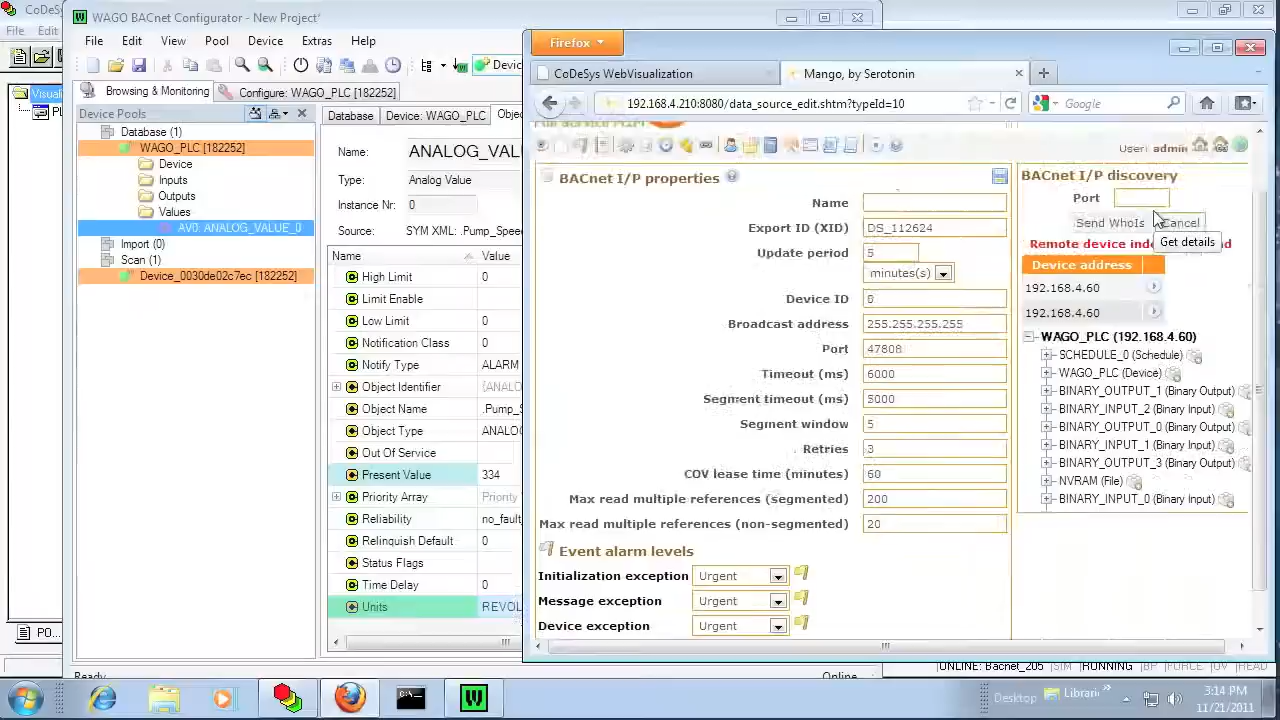 CoDeSys
WAGO BACnet Configurator - New Project*
File Edit
File Edit View Pool Device Extras Help
Browsing & Monitoring
Configure: WAGO_PLC [182252]
Device Pools
Database (1)
WAGO_PLC [182252]
Device
Inputs
Outputs
Values
AV0: ANALOG_VALUE_0
Import (0)
Scan (1)
Device_0030de02c7ec [182252]
Database
Device: WAGO_PLC
Name:
ANALOG_VAL
Type:
Analog Value
Instance Nr:
0
Source:
SYM XML: .Pump_Spee
Name Value
High Limit 0
Limit Enable
Low Limit 0
Notification Class 0
Notify Type ALARM
Object Identifier {ANALO
Object Name .Pump_S
Object Type ANALO
Out Of Service
Present Value 334
Priority Array Priority
Reliability no_fault_
Relinquish Default 0
Status Flags
Time Delay 0
Units REVOL
Ready
Online
PO...
Firefox
CoDeSys WebVisualization
Mango, by Serotonin
192.168.4.210:8080/data_source_edit.shtm?typeId=10
Google
User: admin
BACnet I/P properties
Name
Export ID (XID) DS_112624
Update period 5
minutes(s)
Device ID 0
Broadcast address 255.255.255.255
Port 47808
Timeout (ms) 6000
Segment timeout (ms) 5000
Segment window 5
Retries 3
COV lease time (minutes) 60
Max read multiple references (segmented) 200
Max read multiple references (non-segmented) 20
Event alarm levels
Initialization exception Urgent
Message exception Urgent
Device exception Urgent
BACnet I/P discovery
Port
Send WhoIs Cancel
Get details
Remote device
Device address
192.168.4.60
192.168.4.60
WAGO_PLC (192.168.4.60)
SCHEDULE_0 (Schedule)
WAGO_PLC (Device)
BINARY_OUTPUT_1 (Binary Output)
BINARY_INPUT_2 (Binary Input)
BINARY_OUTPUT_0 (Binary Output)
BINARY_INPUT_1 (Binary Input)
BINARY_OUTPUT_3 (Binary Output)
NVRAM (File)
BINARY_INPUT_0 (Binary Input)
ONLINE: Bacnet_205 SIM RUNNING BP FORCE OV READ
Desktop
Librari
3:14 PM
11/21/2011